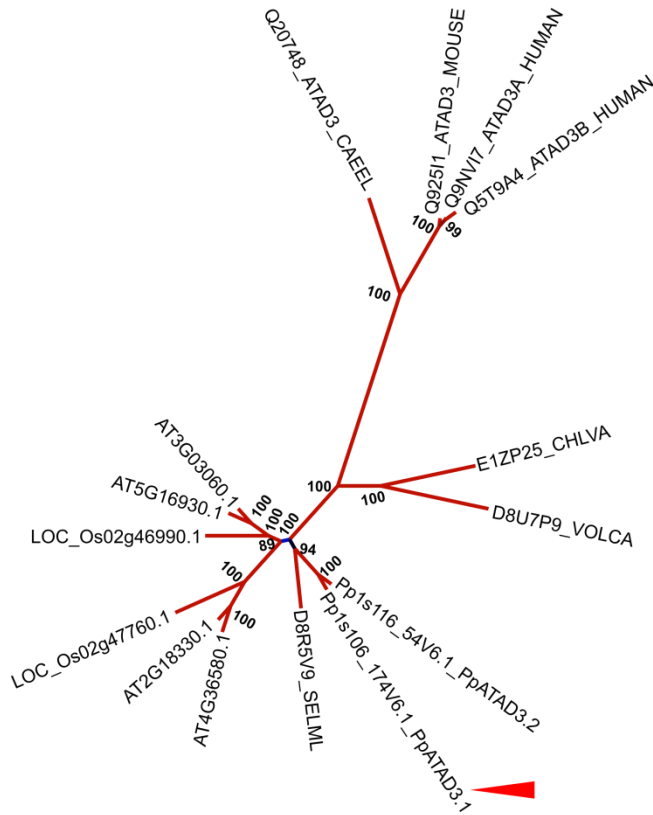 Q20748_ATAD3_CAEEL
Q925I1_ATAD3_MOUSE
Q9NVI7_ATAD3A_HUMAN
Q5T9A4_ATAD3B_HUMAN
100
99
100
E1ZP25_CHLVA
100
100
D8U7P9_VOLCA
AT3G03060.1
AT5G16930.1
LOC_Os02g46990.1
100
100
100
89
94
100
100
100
LOC_Os02g47760.1
AT2G18330.1
AT4G36580.1
D8R5V9_SELML
Pp1s116_54V6.1_PpATAD3.2
Pp1s106_174V6.1_PpATAD3.1